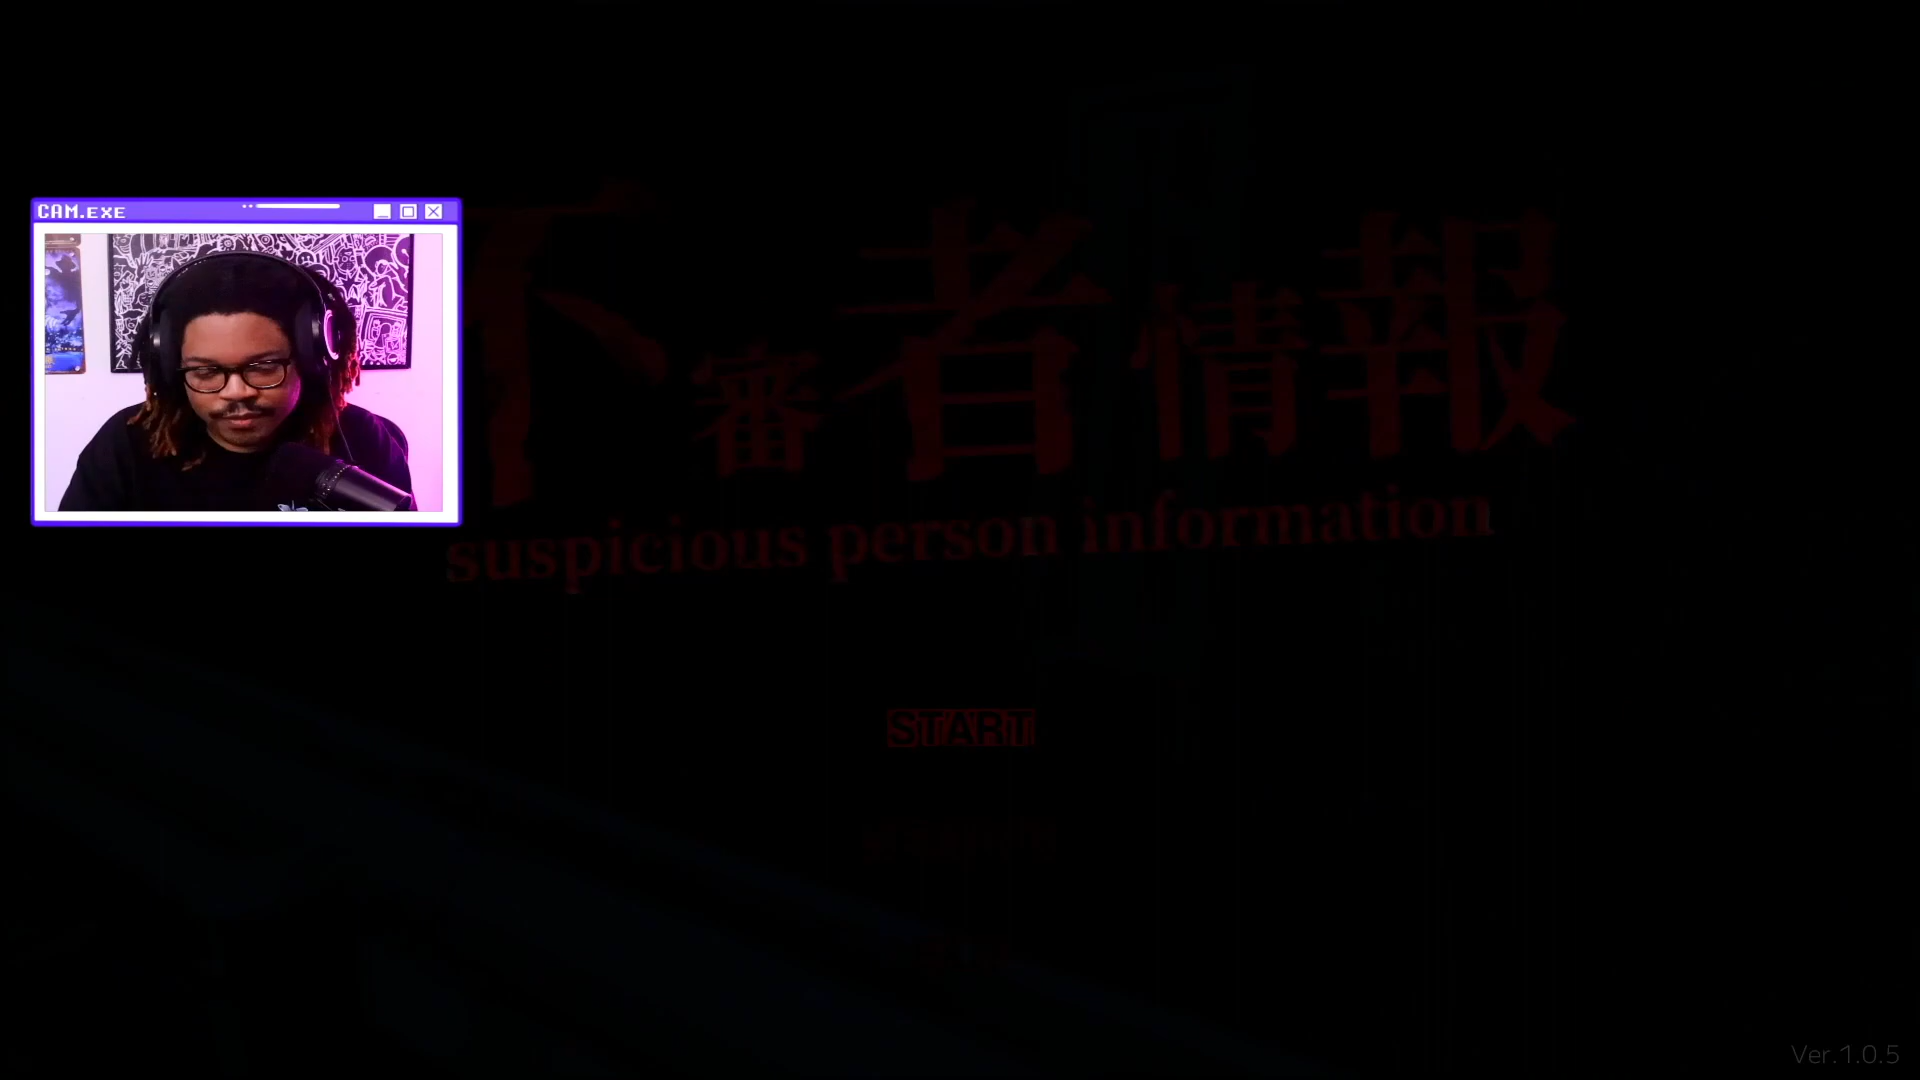 CAM.EXE
不審者情報
suspicious person information
START
Ver.1.0.5